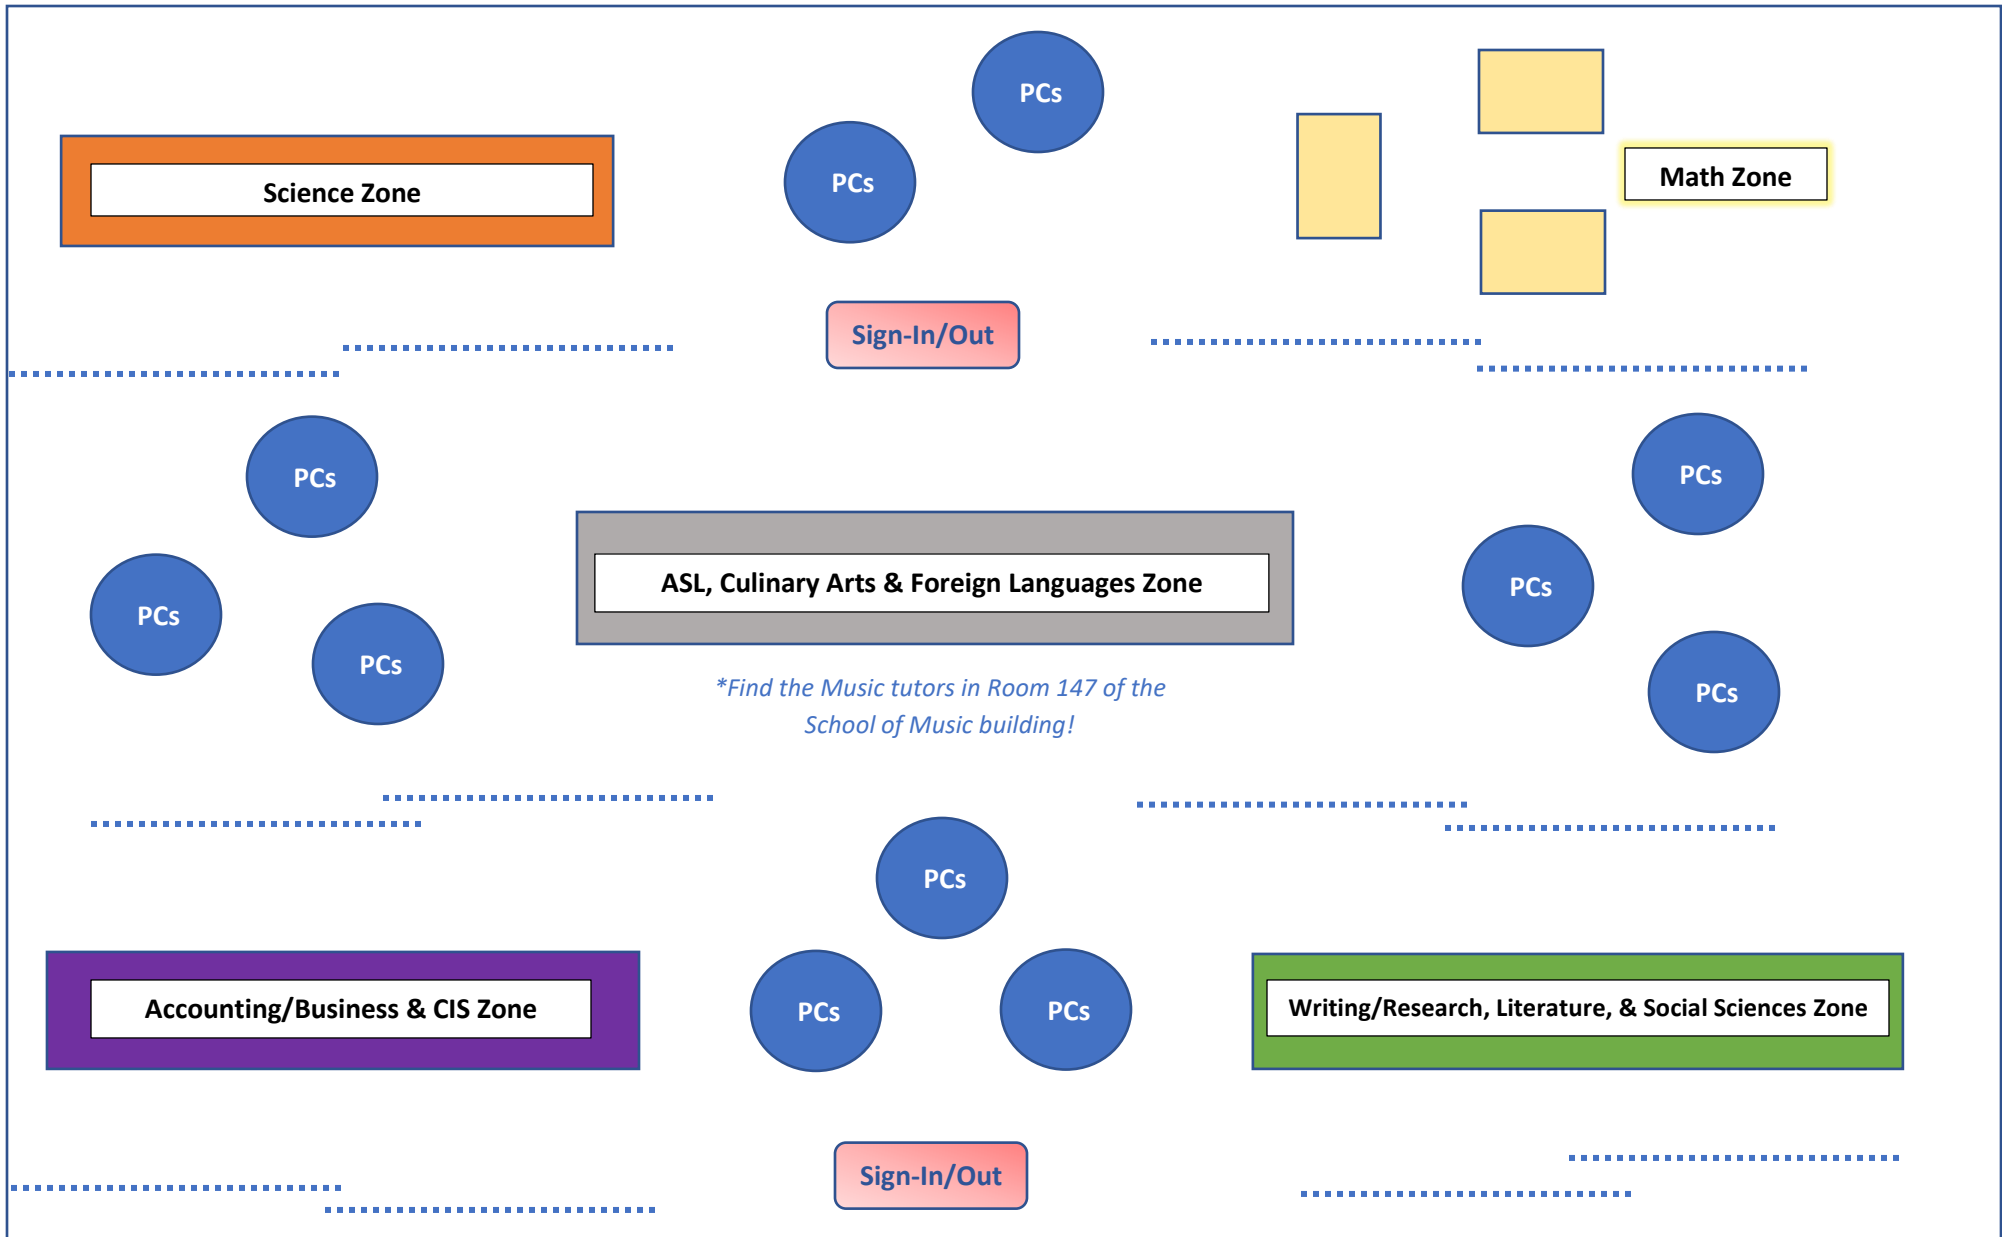 PCs
PCs
Science Zone
Math Zone
Sign-In/Out
PCs
PCs
PCs
ASL, Culinary Arts & Foreign Languages Zone
PCs
PCs
PCs
*Find the Music tutors in Room 147 of the
School of Music building!
PCs
Accounting/Business & CIS Zone
PCs
PCs
Writing/Research, Literature, & Social Sciences Zone
Sign-In/Out